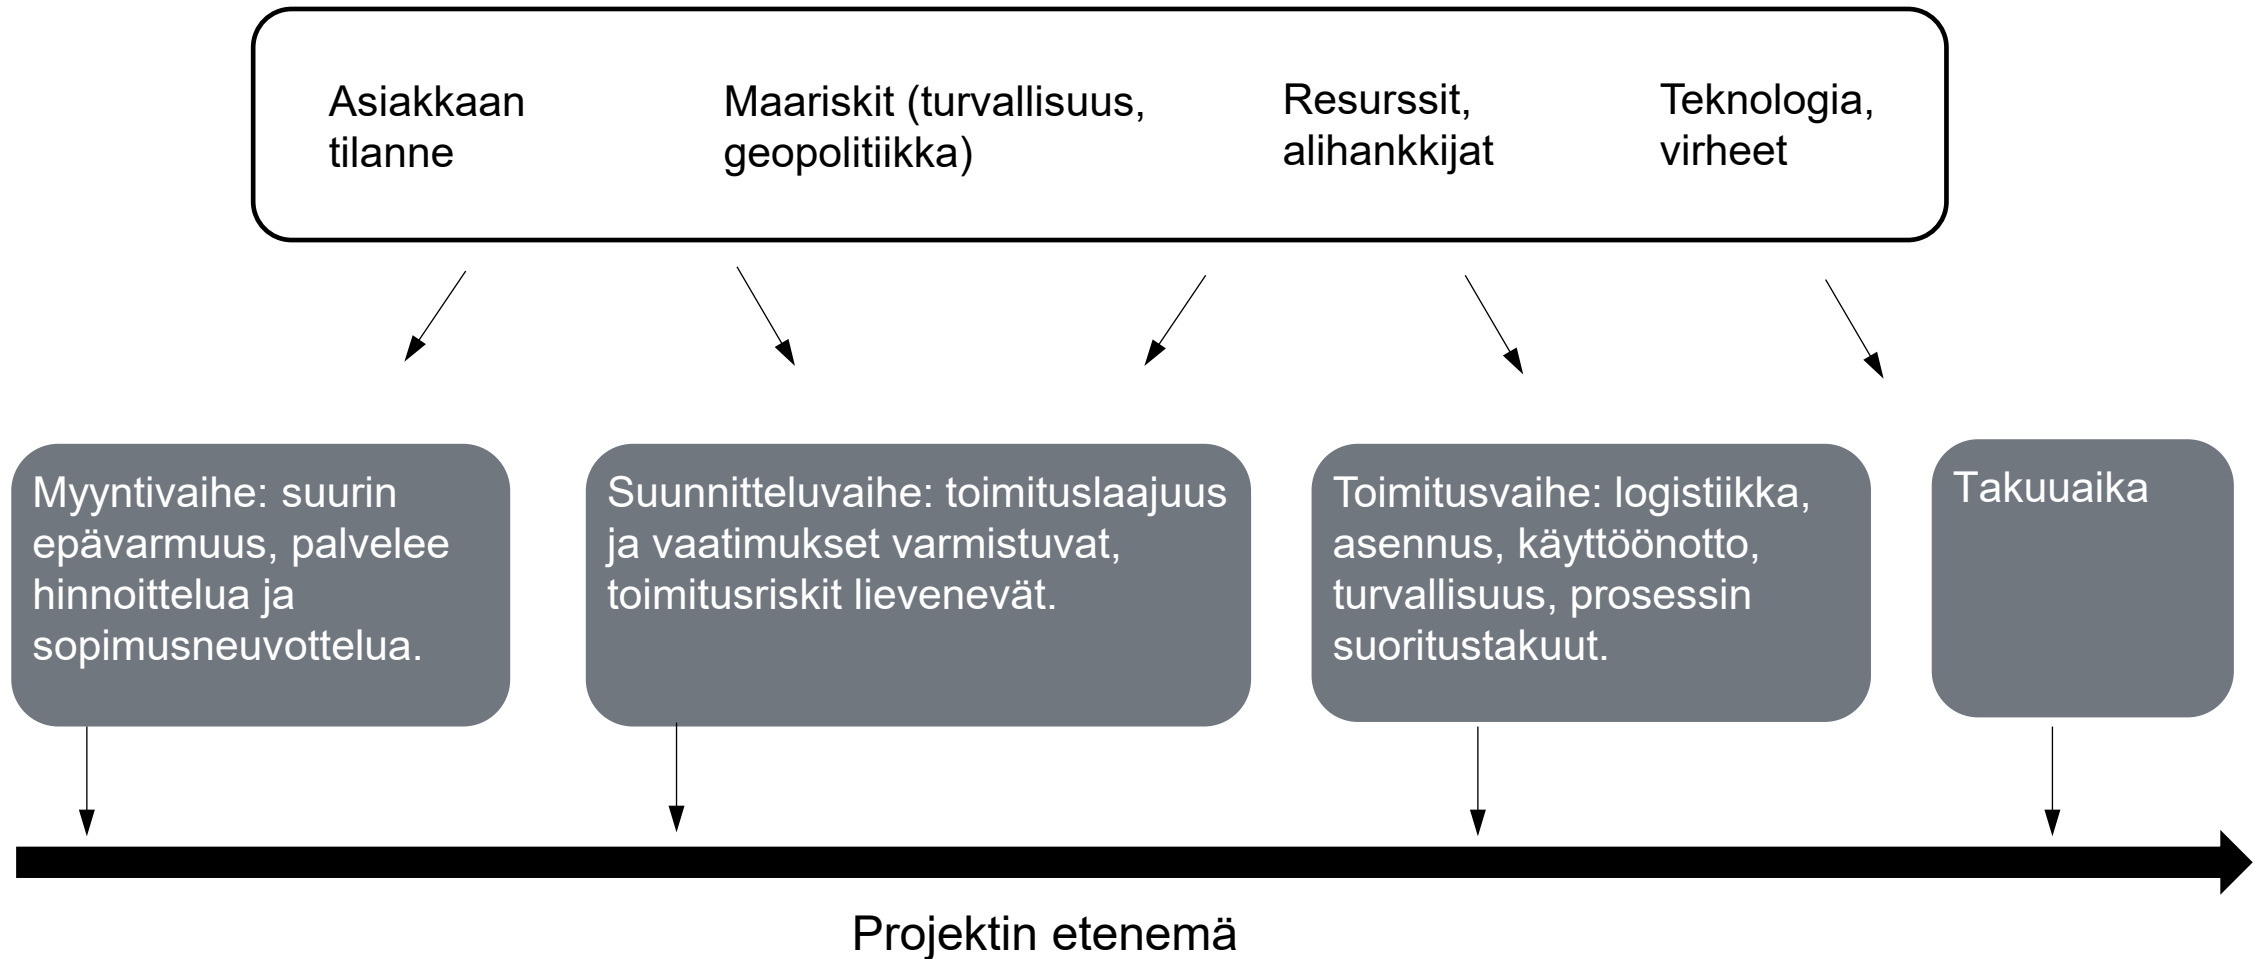 Asiakkaan
tilanne
Maariskit (turvallisuus,
geopolitiikka)
Resurssit,
alihankkijat
Teknologia,
virheet
Myyntivaihe: suurin
epävarmuus, palvelee
hinnoittelua ja
sopimusneuvottelua.
Suunnitteluvaihe: toimituslaajuus
ja vaatimukset varmistuvat,
toimitusriskit lievenevät.
Toimitusvaihe: logistiikka,
asennus, käyttöönotto,
turvallisuus, prosessin
suoritustakuut.
Takuuaika
Projektin etenemä